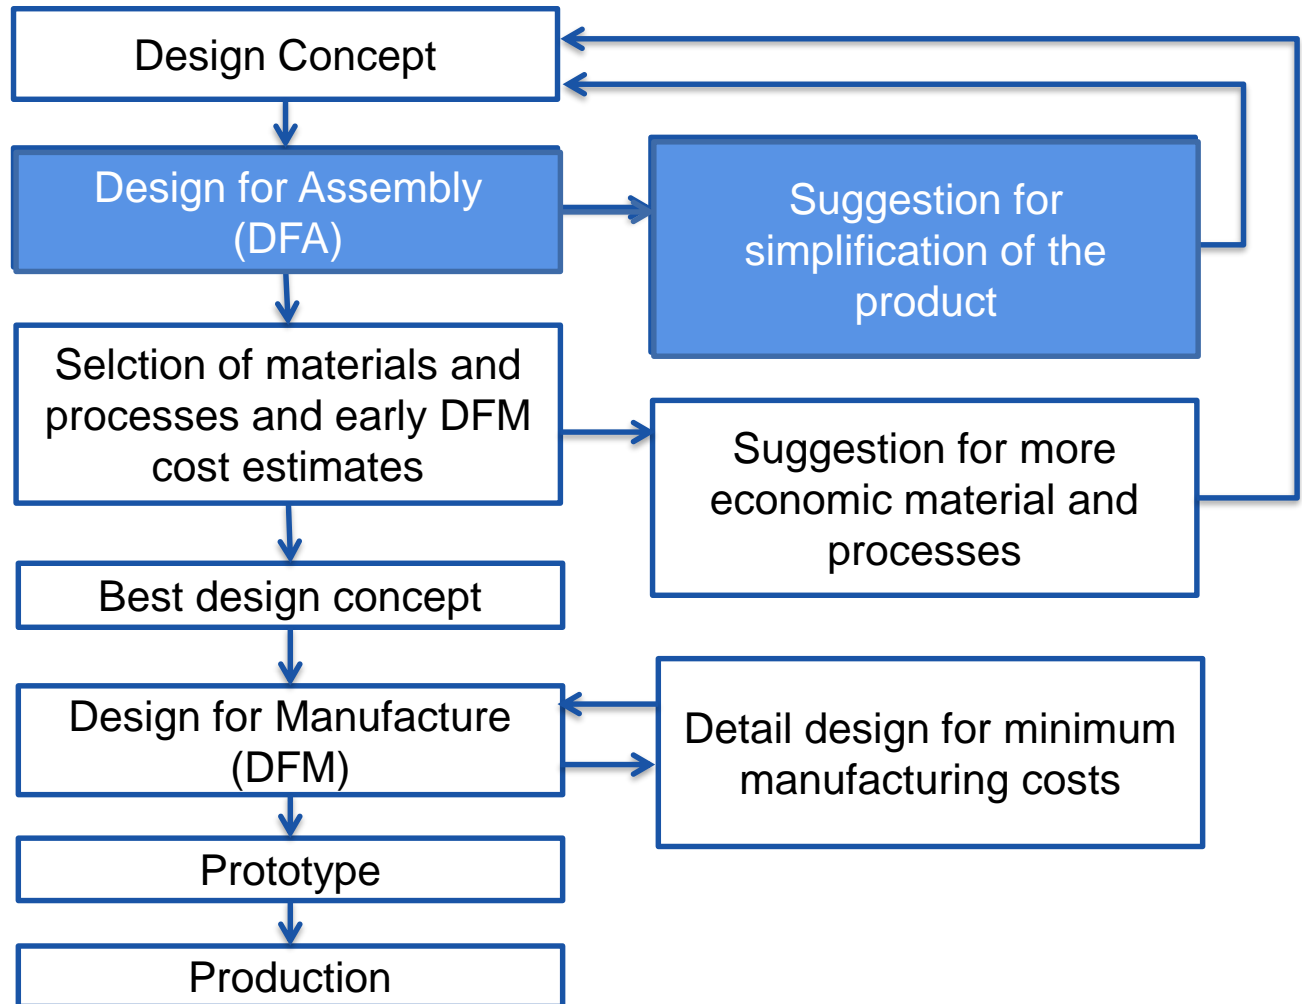 Design Concept
Design for Assembly
(DFA)
Suggestion for
simplification of the
product
Selction of materials and
processes and early DFM
cost estimates
Suggestion for more
economic material and
processes
Best design concept
Design for Manufacture
(DFM)
Detail design for minimum
manufacturing costs
Prototype
Production